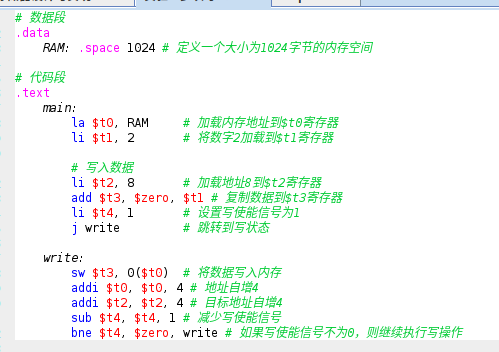 # 数据段
.data
RAM: .space 1024 # 定义一个大小为1024字节的内存空间
# 代码段
.text
main:
la $t0, RAM # 加载内存地址到$t0寄存器
li $t1, 2 # 将数字2加载到$t1寄存器
# 写入数据
li $t2, 8 # 加载地址8到$t2寄存器
add $t3, $zero, $t1 # 复制数据到$t3寄存器
li $t4, 1 # 设置写使能信号为1
j write # 跳转到写状态
write:
sw $t3, 0($t0) # 将数据写入内存
addi $t0, $t0, 4 # 地址自增4
addi $t2, $t2, 4 # 目标地址自增4
sub $t4, $t4, 1 # 减少写使能信号
bne $t4, $zero, write # 如果写使能信号不为0，则继续执行写操作